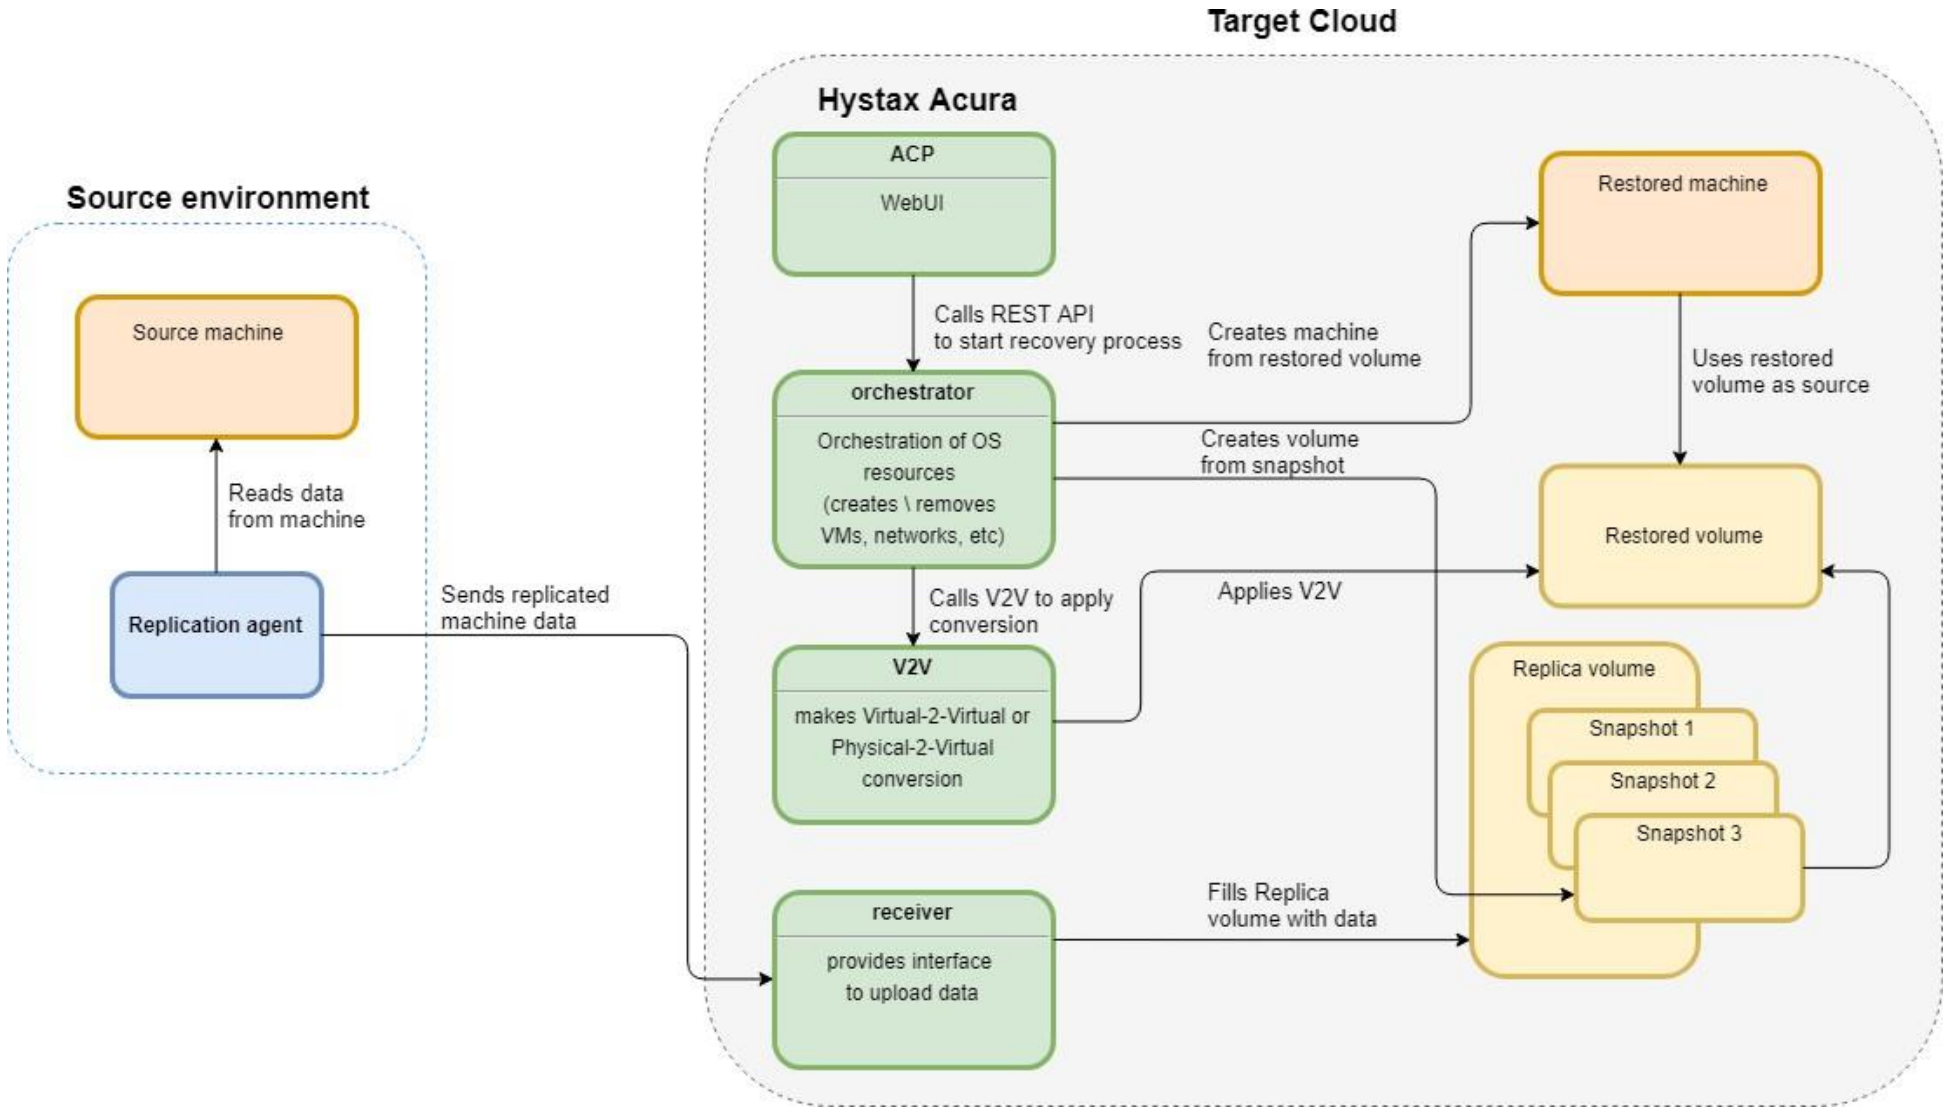 Target Cloud
Hystax Acura
ACP
WebUI
Restored machine
Source environment
Source machine
Calls REST API
to start recovery process
Creates machine
from restored volume
Uses restored
volume as source
orchestrator
Orchestration of OS
resources
(creates \ removes
VMs, networks, etc)
Creates volume
from snapshot
Reads data
from machine
Restored volume
Replication agent
Sends replicated
machine data
Calls V2V to apply
conversion
Applies V2V
V2V
makes Virtual-2-Virtual or
Physical-2-Virtual
conversion
Replica volume
Snapshot 1
Snapshot 2
Snapshot 3
receiver
provides interface
to upload data
Fills Replica
volume with data